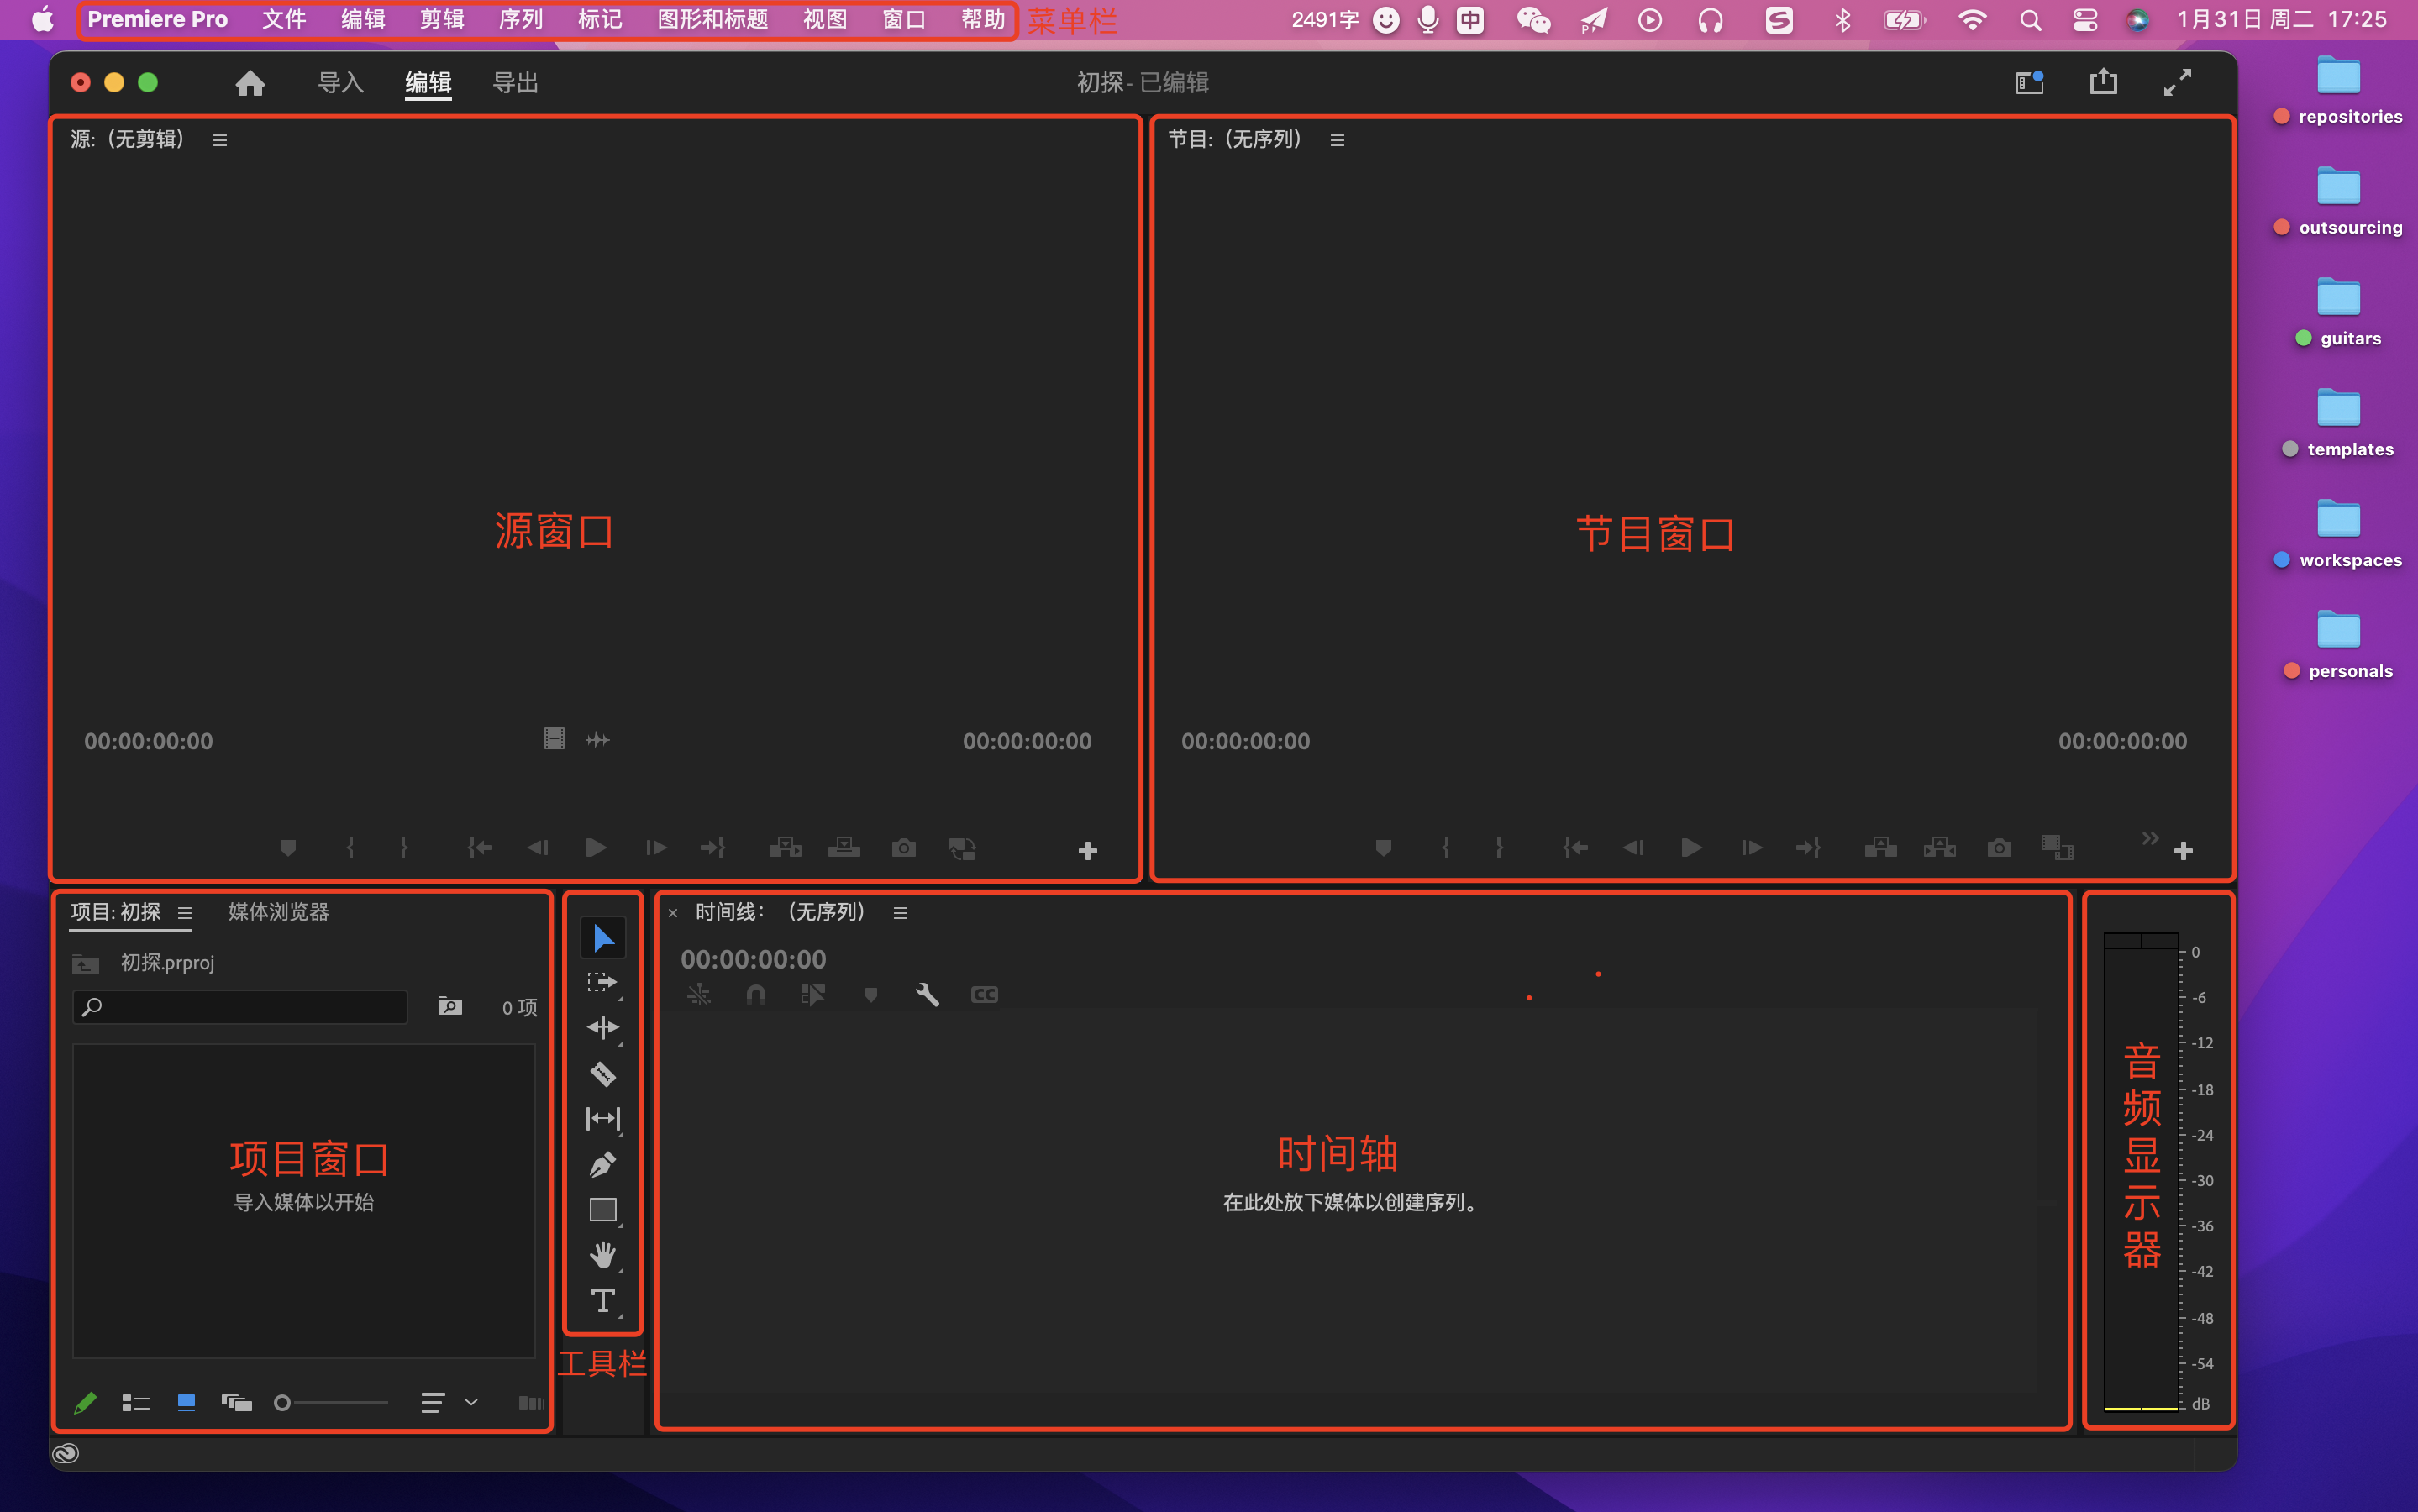 Premiere Pro 文件 编辑 剪辑 序列 标记 图形和标题 视图 窗口 帮助 菜单栏 2491字 中 1月31日 周二 17:25
导入 编辑 导出 初探 - 已编辑
repositories
outsourcing
guitars
templates
workspaces
personals
源:（无剪辑）
节目:（无序列）
源窗口
节目窗口
00:00:00:00 00:00:00:00
00:00:00:00 00:00:00:00
项目: 初探 媒体浏览器
初探.prproj
0 项
项目窗口
导入媒体以开始
工具栏
× 时间线: （无序列）
00:00:00:00
CC
时间轴
在此处放下媒体以创建序列。
音频显示器
0
-6
-12
-18
-24
-30
-36
-42
-48
-54
dB